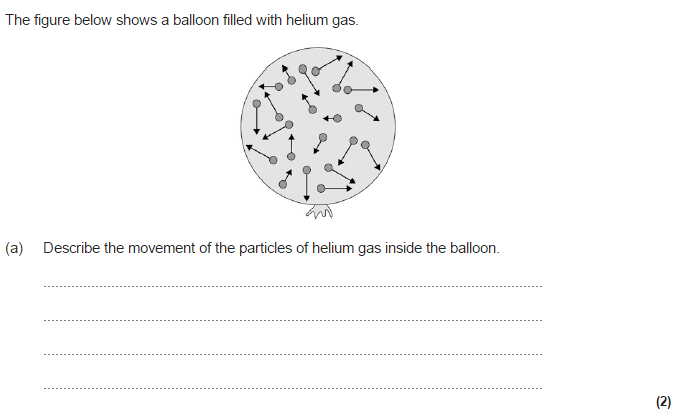 The figure below shows a balloon filled with helium gas.
(a) Describe the movement of the particles of helium gas inside the balloon.
(2)